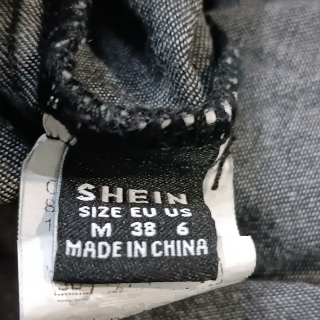 SHEIN
SIZE EU US
M 38 6
MADE IN CHINA